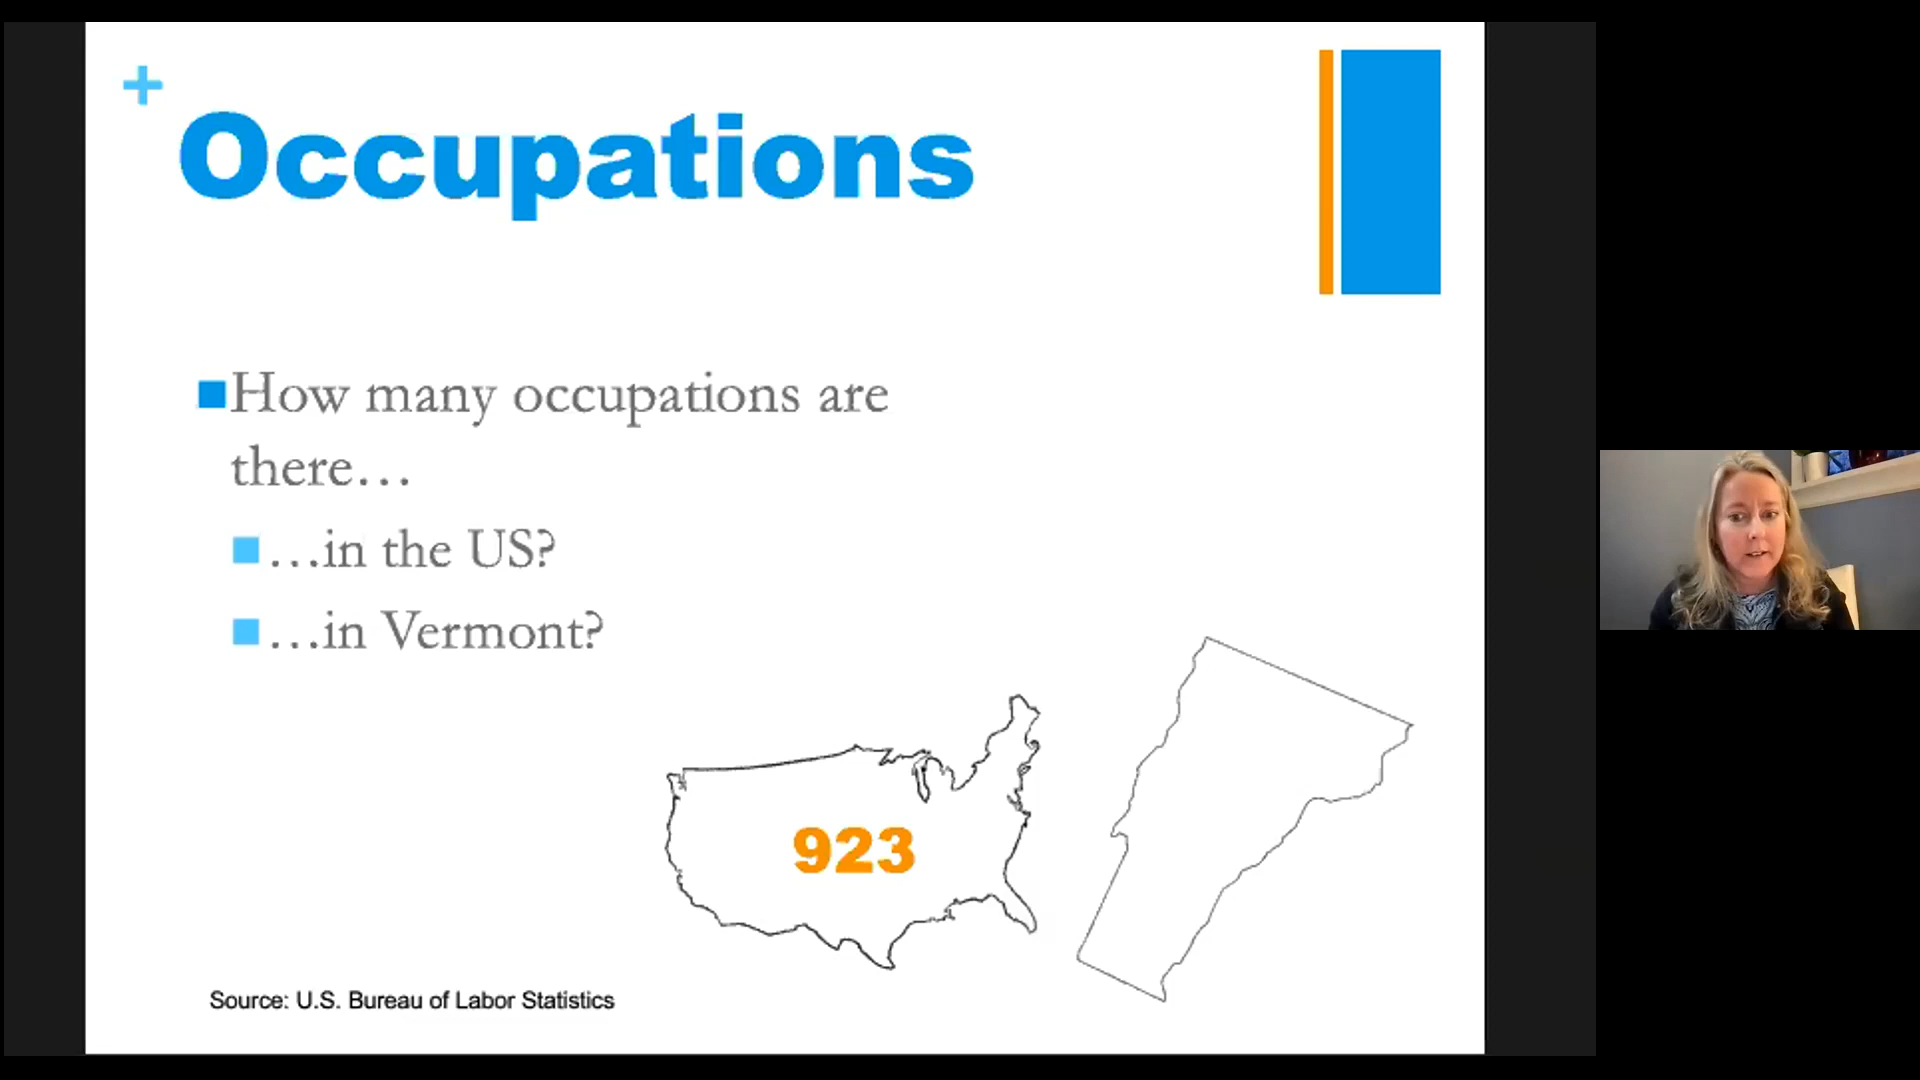 +
Occupations
How many occupations are
there…
…in the US?
…in Vermont?
923
Source: U.S. Bureau of Labor Statistics